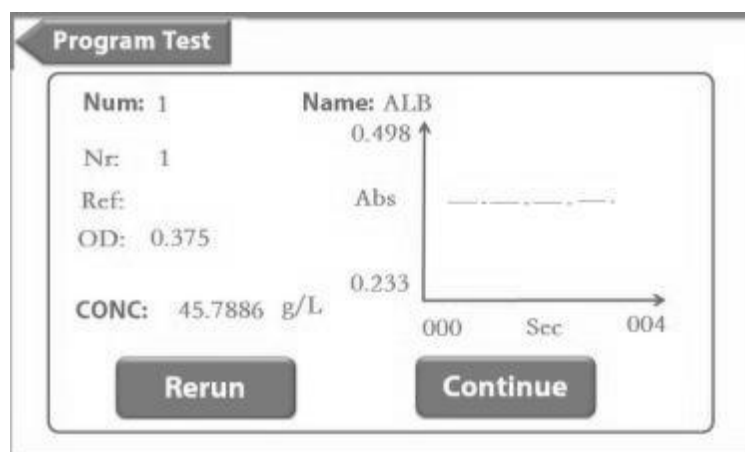 Program Test
Num: 1 Name: ALB
0.498
Nr: 1
Ref: Abs
OD: 0.375
0.233
CONC: 45.7886 g/L
000 Sec 004
Rerun Continue